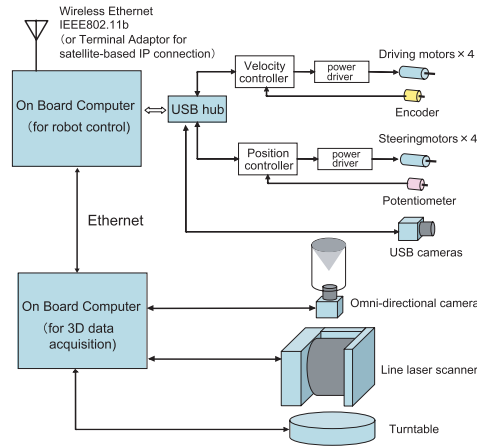 Wireless Ethernet
IEEE802.11b
(or Terminal Adaptor for
satellite-based IP connection)
On Board Computer
(for robot control)
USB hub
Velocity
controller
power
driver
Driving motors×4
Encoder
Position
controller
power
driver
Steeringmotors×4
Potentiometer
USB cameras
Ethernet
On Board Computer
(for 3D data
acquisition)
Omni-directional camera
Line laser scanner
Turntable